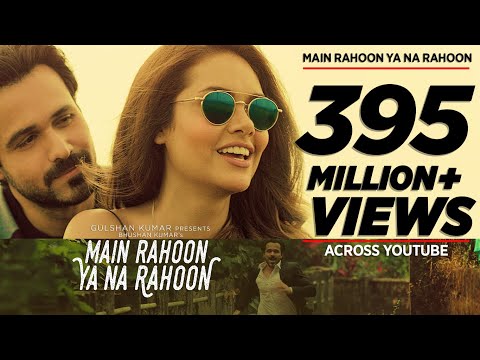 MAIN RAHOON YA NA RAHOON
395
MILLION+
VIEWS
ACROSS YOUTUBE
GULSHAN KUMAR PRESENTS
BHUSHAN KUMAR'S
MAIN RAHOON
YA NA RAHOON